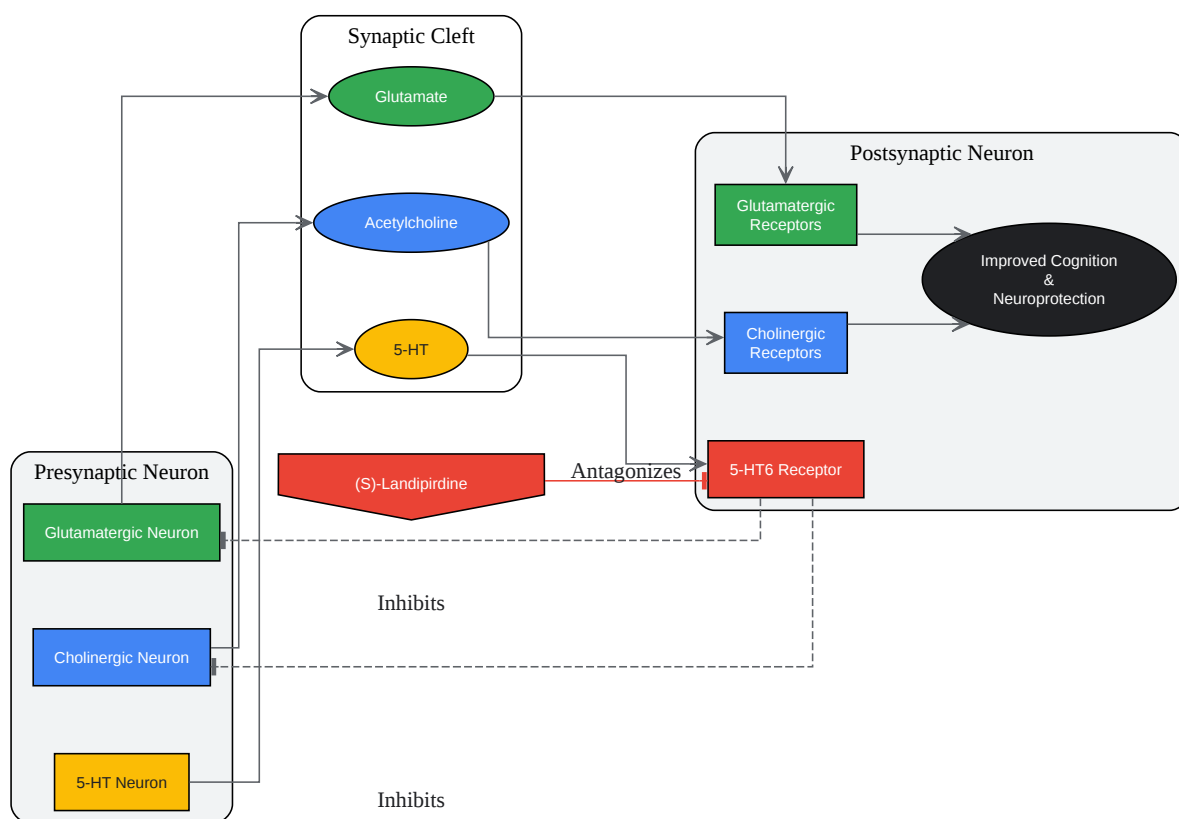 Synaptic Cleft
Glutamate
Acetylcholine
5-HT
Postsynaptic Neuron
Glutamatergic
Receptors
Improved Cognition
&
Neuroprotection
Cholinergic
Receptors
5-HT6 Receptor
Antagonizes
(S)-Landipirdine
Presynaptic Neuron
Glutamatergic Neuron
Inhibits
Cholinergic Neuron
5-HT Neuron
Inhibits